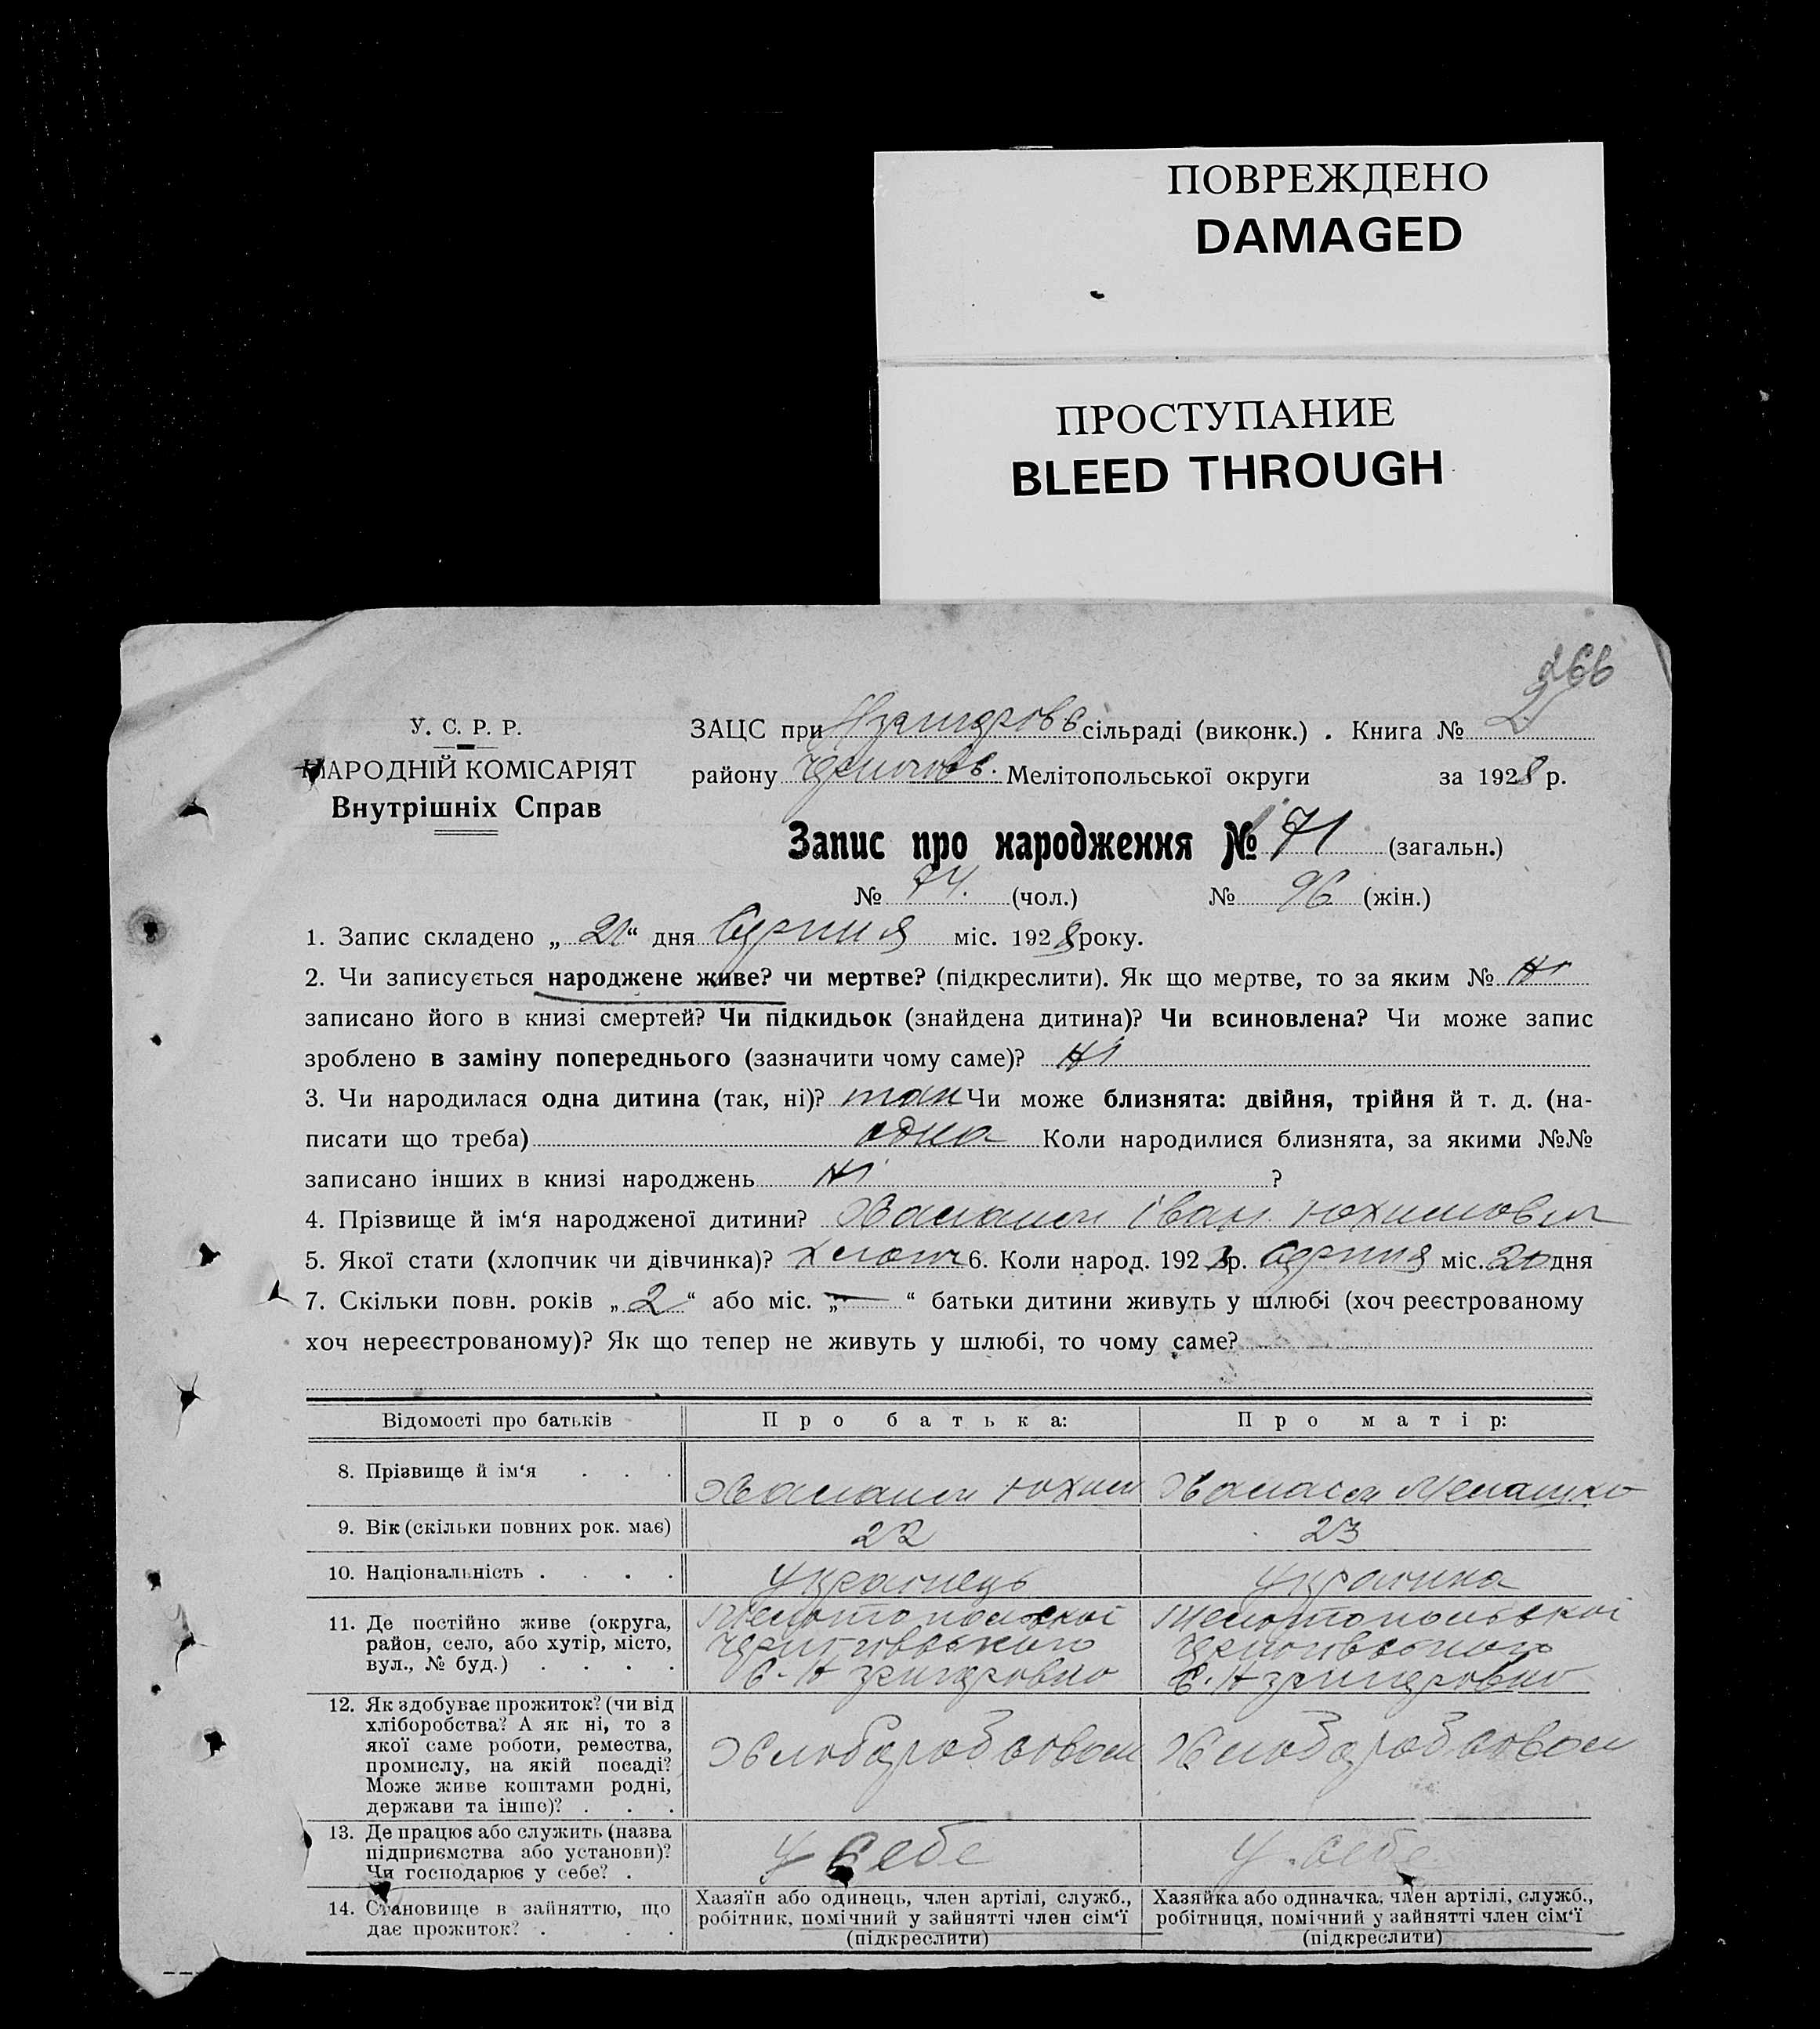 ПОВРЕЖДЕНО
DAMAGED
ПРОСТУПАНИЕ
BLEED THROUGH
266
У. С. Р. Р.
НАРОДНІЙ КОМІСАРІЯТ
Внутрішніх Справ
ЗАЦС при сільраді (виконк.) . Книга № 2
району Мелітопольської округи за 1928 р.
Запис про народження № 71 (загальн.)
№ 74. (чол.) № 96 (жін.)
1. Запис складено „ 21 “ дня Серпня міс. 1928 року.
2. Чи записується народжене живе? чи мертве? (підкреслити). Як що мертве, то за яким № Ні
записано його в книзі смертей? Чи підкидьок (знайдена дитина)? Чи всиновлена? Чи може запис
зроблено в заміну попереднього (зазначити чому саме)? Ні
3. Чи народилася одна дитина (так, ні)? так Чи може близнята: двійня, трійня й т. д. (на-
писати що треба) одна Коли народилися близнята, за якими №№
записано інших в книзі народжень Ні ?
4. Прізвище й ім‘я народженої дитини? Іван Юхимович
5. Якої стати (хлопчик чи дівчинка)? хлопч 6. Коли народ. 1928 р. Серпня міс. 20 дня
7. Скільки повн. років „ 2 “ або міс. „ — “ батьки дитини живуть у шлюбі (хоч реєстрованому
хоч нереєстрованому)? Як що тепер не живуть у шлюбі, то чому саме?
Відомості про батьків Про батька: Про матір:
8. Прізвище й ім‘я . . . Юхим
9. Вік (скільки повних рок. має) 22 23
10. Національність . . . . Українець Українка
11. Де постійно живе (округа, Мелітопольскої Мелітопольскої
район, село, або хутір, місто, Чернігівського Чернігівського
вул., № буд.) . . . . С. С.
12. Як здобуває прожиток? (чи від
хліборобства? А як ні, то з
якої саме роботи, ремества,
промислу, на якій посаді? Хліборобством Хліборобством
Може живе коштами родні,
держави та інше)? . . .
13. Де працює або служить (назва
підприємства або установи)? У себе У себе
Чи господарює у себе? .
14. Становище в зайняттю, що
дає прожиток? . . .
Хазяїн або одинець, член артілі, служб.,
робітник, помічний у зайнятті член сім‘ї
(підкреслити)
Хазяйка або одиначка, член артілі, служб.,
робітниця, помічний у зайнятті член сім‘ї
(підкреслити)